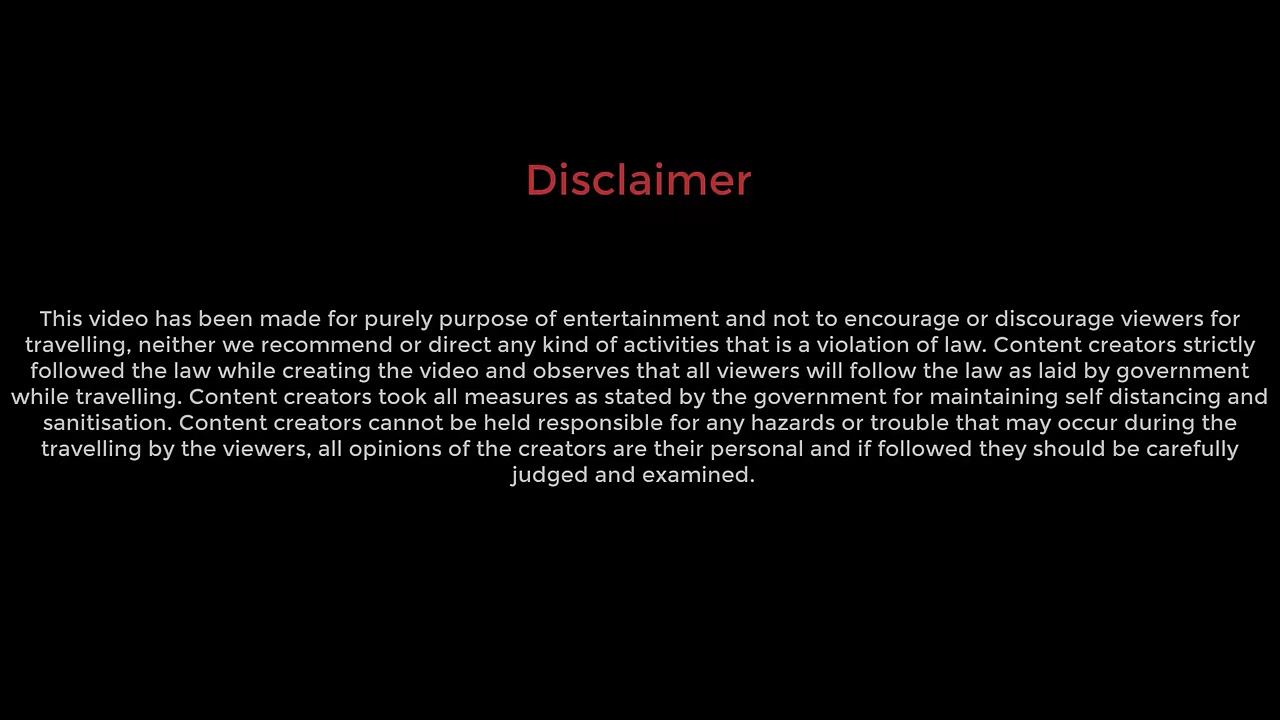 Disclaimer
This video has been made for purely purpose of entertainment and not to encourage or discourage viewers for
travelling, neither we recommend or direct any kind of activities that is a violation of law. Content creators strictly
followed the law while creating the video and observes that all viewers will follow the law as laid by government
while travelling. Content creators took all measures as stated by the government for maintaining self distancing and
sanitisation. Content creators cannot be held responsible for any hazards or trouble that may occur during the
travelling by the viewers, all opinions of the creators are their personal and if followed they should be carefully
judged and examined.